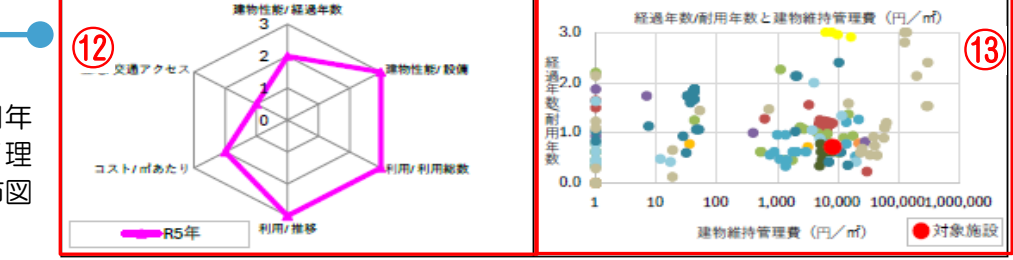 年
理
図
⑫
建物性能/経過年数
3
2
1
0
建物性能/設備
利用/利用総数
利用/推移
コスト/㎡あたり
交通アクセス
R5年
⑬
経過年数/耐用年数と建物維持管理費（円／㎡）
経過年数/耐用年数
3.0
2.0
1.0
0.0
1 10 100 1,000 10,000 100,000 1,000,000
建物維持管理費（円／㎡）
対象施設